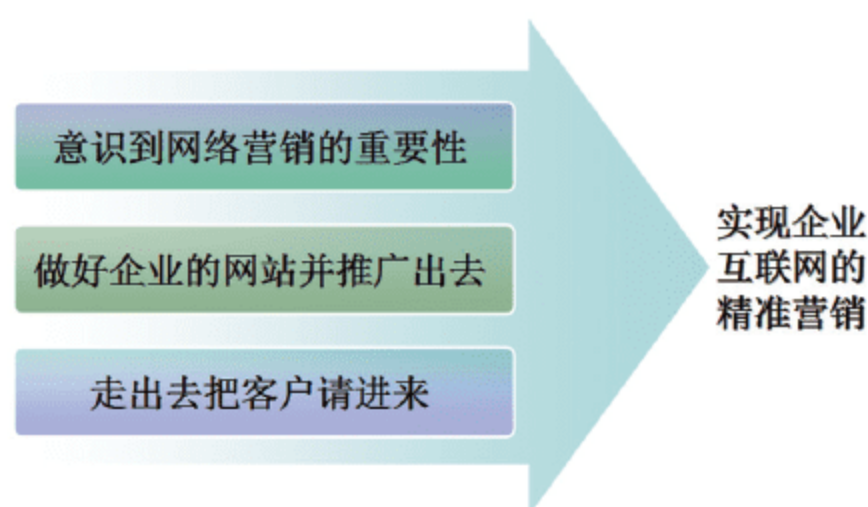 意识到网络营销的重要性
做好企业的网站并推广出去
走出去把客户请进来
实现企业
互联网的
精准营销